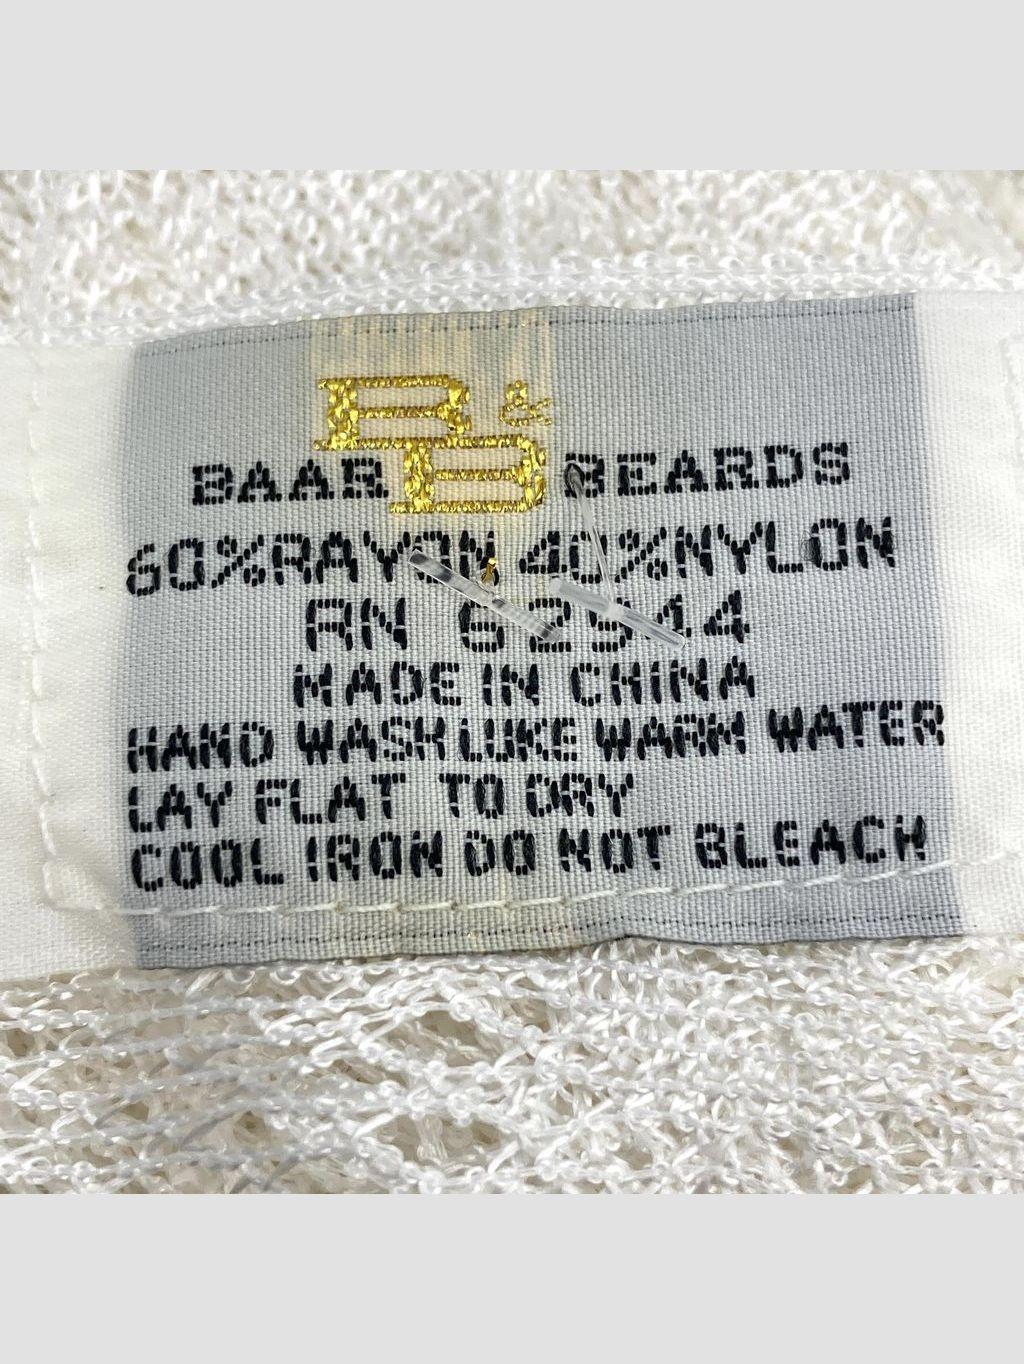 B & B
BAAR BEARDS
60%RAYON 40%NYLON
RN 62944
MADE IN CHINA
HAND WASH LUKE WARM WATER
LAY FLAT TO DRY
COOL IRON DO NOT BLEACH